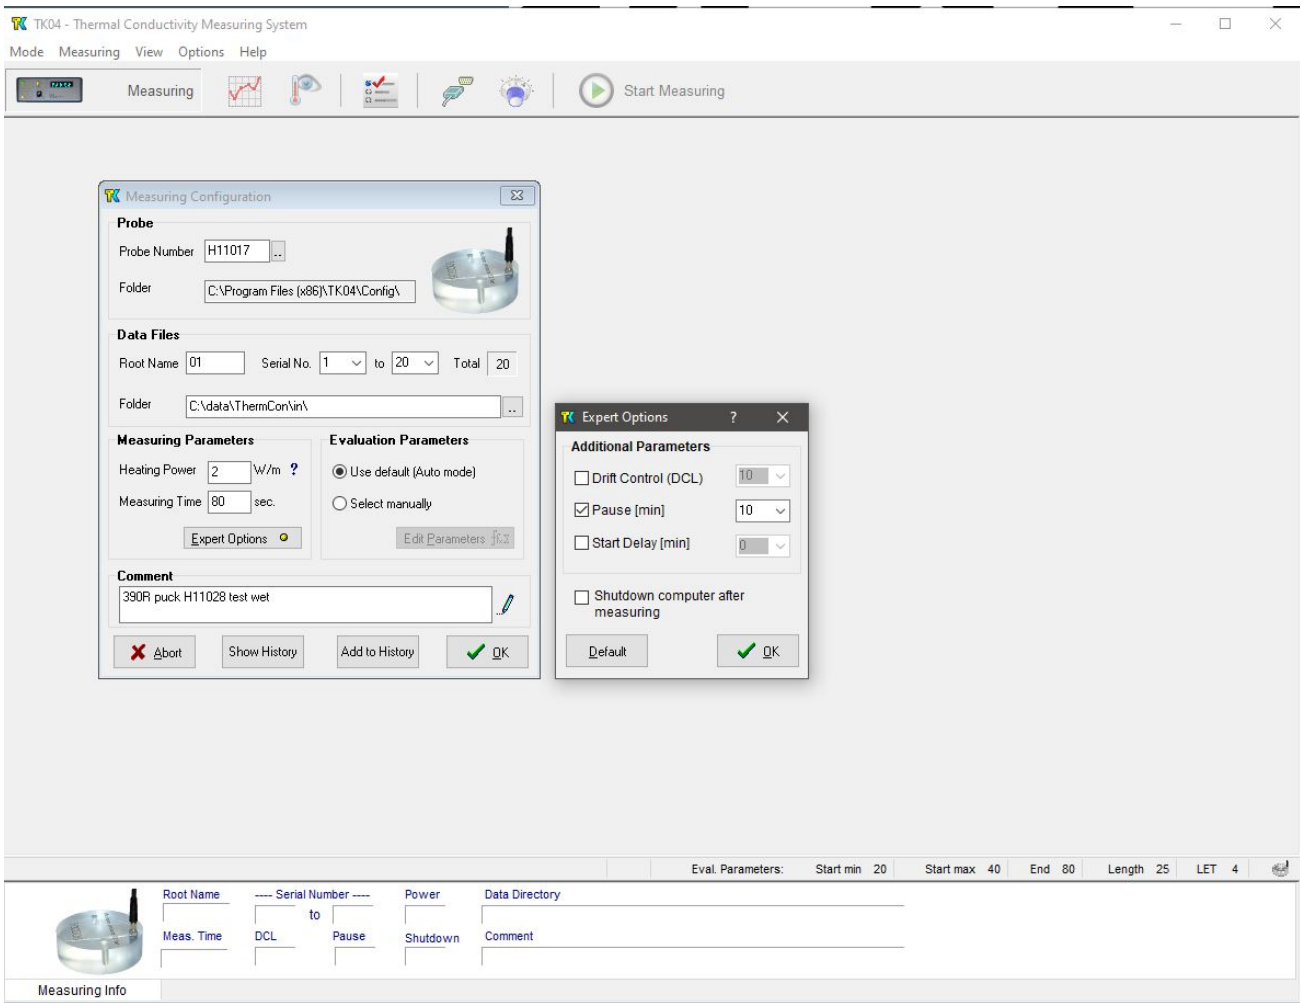 TK04 - Thermal Conductivity Measuring System
Mode Measuring View Options Help
Measuring Start Measuring
Measuring Configuration
Probe
Probe Number H11017 ..
Folder C:\Program Files (x86)\TK04\Config\
Data Files
Root Name 01 Serial No. 1 to 20 Total 20
Folder C:\data\ThermCon\in\ ..
Measuring Parameters Evaluation Parameters
Heating Power 2 W/m ? Use default (Auto mode)
Measuring Time 80 sec. Select manually
Expert Options Edit Parameters
Comment
390R puck H11028 test wet
Abort Show History Add to History OK
Expert Options ?
Additional Parameters
Drift Control (DCL) 10
Pause [min] 10
Start Delay [min] 0
Shutdown computer after
measuring
Default OK
Eval. Parameters: Start min 20 Start max 40 End 80 Length 25 LET 4
Root Name ---- Serial Number ---- Power Data Directory
to
Meas. Time DCL Pause Shutdown Comment
Measuring Info